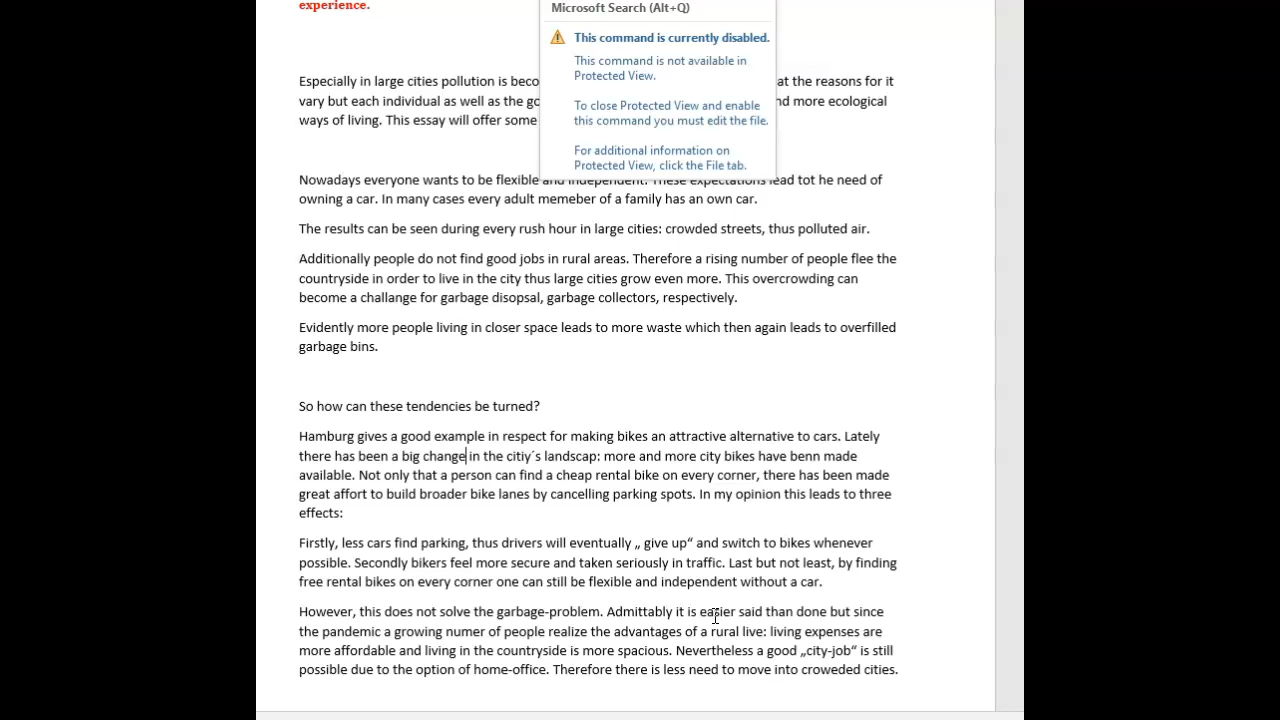 experience.
Microsoft Search (Alt+Q)
This command is currently disabled.
This command is not available in
Protected View.
To close Protected View and enable
this command you must edit the file.
For additional information on
Protected View, click the File tab.
Especially in large cities pollution is beco at the reasons for it
vary but each individual as well as the go nd more ecological
ways of living. This essay will offer some
Nowadays everyone wants to be flexible and independent. These expectations lead tot he need of
owning a car. In many cases every adult memeber of a family has an own car.
The results can be seen during every rush hour in large cities: crowded streets, thus polluted air.
Additionally people do not find good jobs in rural areas. Therefore a rising number of people flee the
countryside in order to live in the city thus large cities grow even more. This overcrowding can
become a challange for garbage disopsal, garbage collectors, respectively.
Evidently more people living in closer space leads to more waste which then again leads to overfilled
garbage bins.
So how can these tendencies be turned?
Hamburg gives a good example in respect for making bikes an attractive alternative to cars. Lately
there has been a big change in the citiy´s landscap: more and more city bikes have benn made
available. Not only that a person can find a cheap rental bike on every corner, there has been made
great affort to build broader bike lanes by cancelling parking spots. In my opinion this leads to three
effects:
Firstly, less cars find parking, thus drivers will eventually „ give up“ and switch to bikes whenever
possible. Secondly bikers feel more secure and taken seriously in traffic. Last but not least, by finding
free rental bikes on every corner one can still be flexible and independent without a car.
However, this does not solve the garbage-problem. Admittably it is easier said than done but since
the pandemic a growing numer of people realize the advantages of a rural live: living expenses are
more affordable and living in the countryside is more spacious. Nevertheless a good „city-job“ is still
possible due to the option of home-office. Therefore there is less need to move into croweded cities.